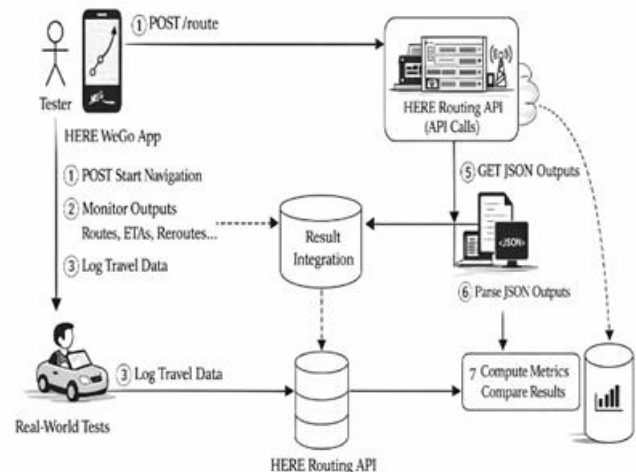 ① POST /route
Tester
HERE WeGo App
HERE Routing API
(API Calls)
① POST Start Navigation
② Monitor Outputs
Routes, ETAs, Reroutes...
③ Log Travel Data
⑤ GET JSON Outputs
Result
Integration
<JSON>
⑥ Parse JSON Outputs
③ Log Travel Data
7 Compute Metrics
Compare Results
Real-World Tests
HERE Routing API